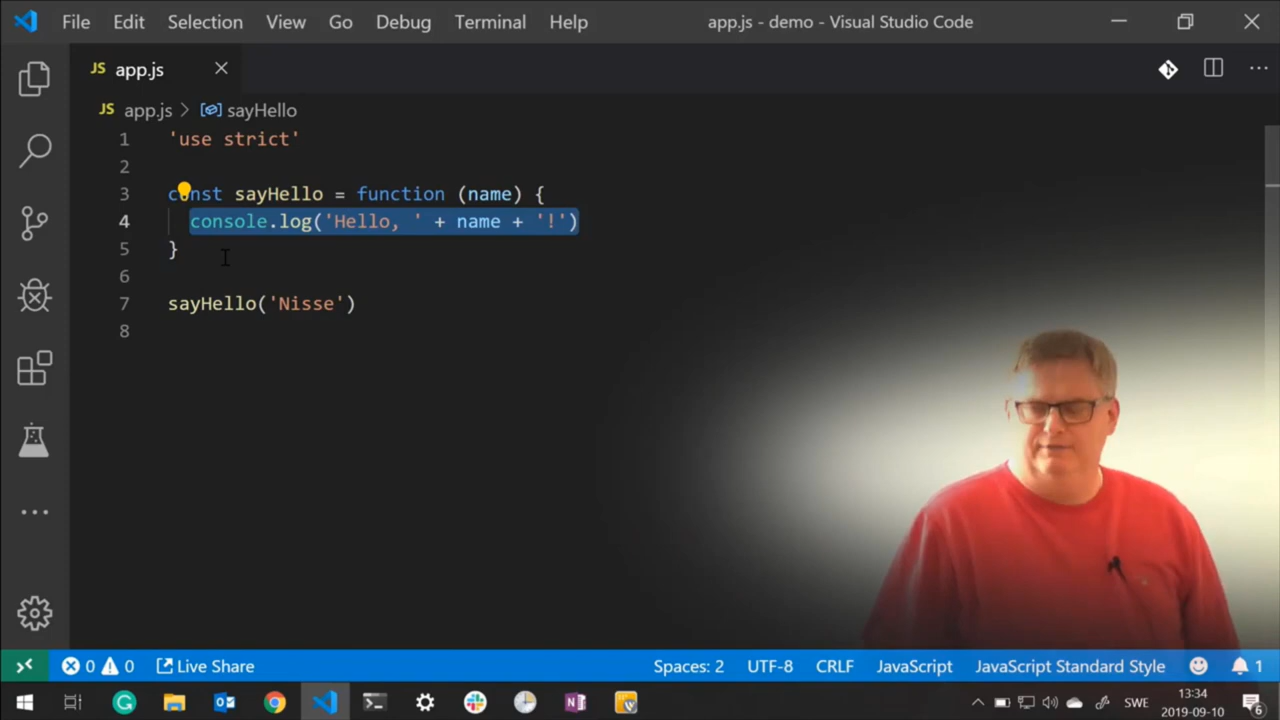 File Edit Selection View Go Debug Terminal Help app.js - demo - Visual Studio Code
JS app.js
JS app.js > sayHello
1 'use strict'
2
3 const sayHello = function (name) {
4 console.log('Hello, ' + name + '!')
5 }
6
7 sayHello('Nisse')
8
0 0 Live Share Spaces: 2 UTF-8 CRLF JavaScript JavaScript Standard Style 1
SWE 13:34
2019-09-10 6